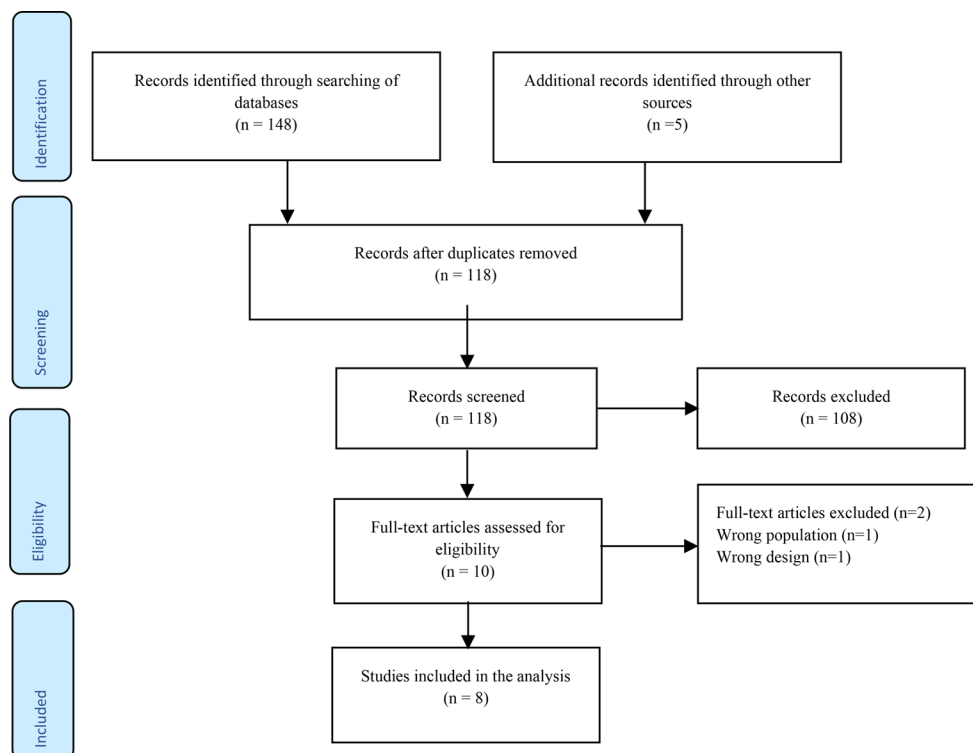 Identification
Records identified through searching of
databases
(n = 148)
Additional records identified through other
sources
(n =5)
Screening
Records after duplicates removed
(n = 118)
Records screened
(n = 118)
Records excluded
(n = 108)
Eligibility
Full-text articles assessed for
eligibility
(n = 10)
Full-text articles excluded (n=2)
Wrong population (n=1)
Wrong design (n=1)
Included
Studies included in the analysis
(n = 8)